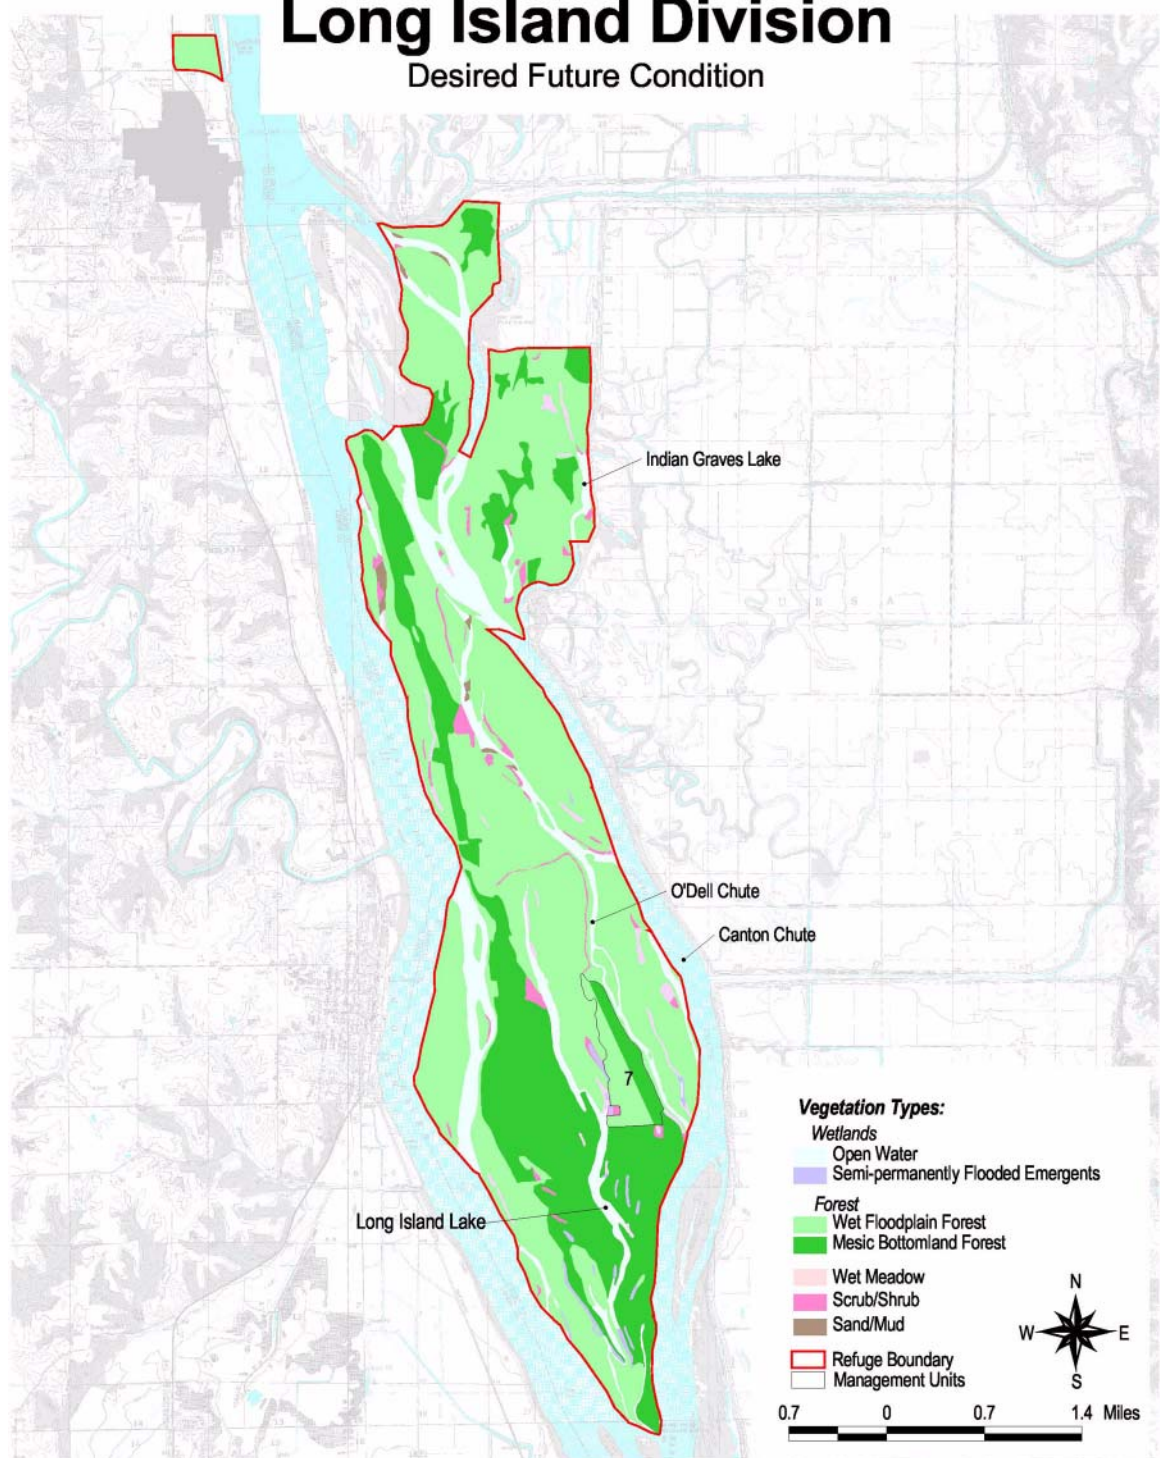 Long Island Division
Desired Future Condition
Indian Graves Lake
O'Dell Chute
Canton Chute
7
Long Island Lake
Vegetation Types:
Wetlands
Open Water
Semi-permanently Flooded Emergents
Forest
Wet Floodplain Forest
Mesic Bottomland Forest
Wet Meadow
Scrub/Shrub
Sand/Mud
Refuge Boundary
Management Units
N
W E
S
0.7 0 0.7 1.4 Miles